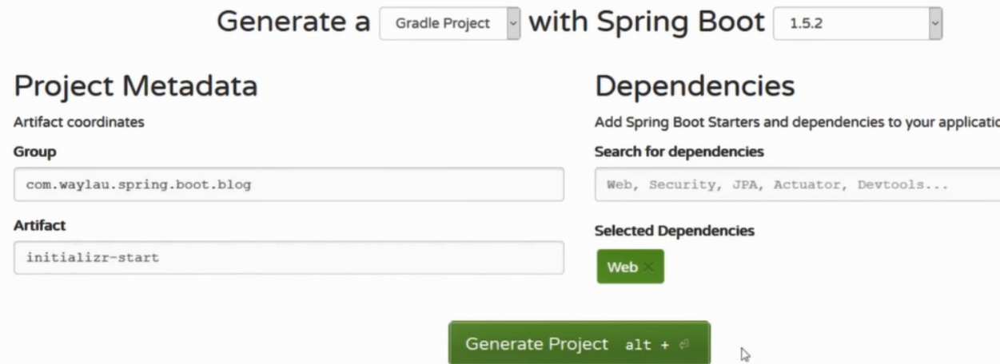 Generate a Gradle Project with Spring Boot 1.5.2
Project Metadata
Artifact coordinates
Group
com.waylau.spring.boot.blog
Artifact
initializr-start
Dependencies
Add Spring Boot Starters and dependencies to your applicatio
Search for dependencies
Web, Security, JPA, Actuator, Devtools...
Selected Dependencies
Web ×
Generate Project alt + ⏎